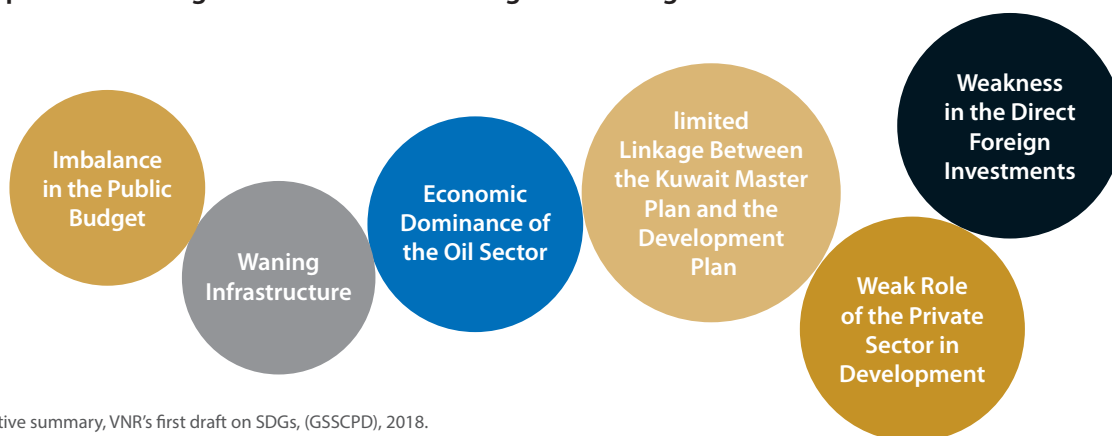 Imbalance
in the Public
Budget
Waning
Infrastructure
Economic
Dominance of
the Oil Sector
limited
Linkage Between
the Kuwait Master
Plan and the
Development
Plan
Weak Role
of the Private
Sector in
Development
Weakness
in the Direct
Foreign
Investments
tive summary, VNR's first draft on SDGs, (GSSCPD), 2018.